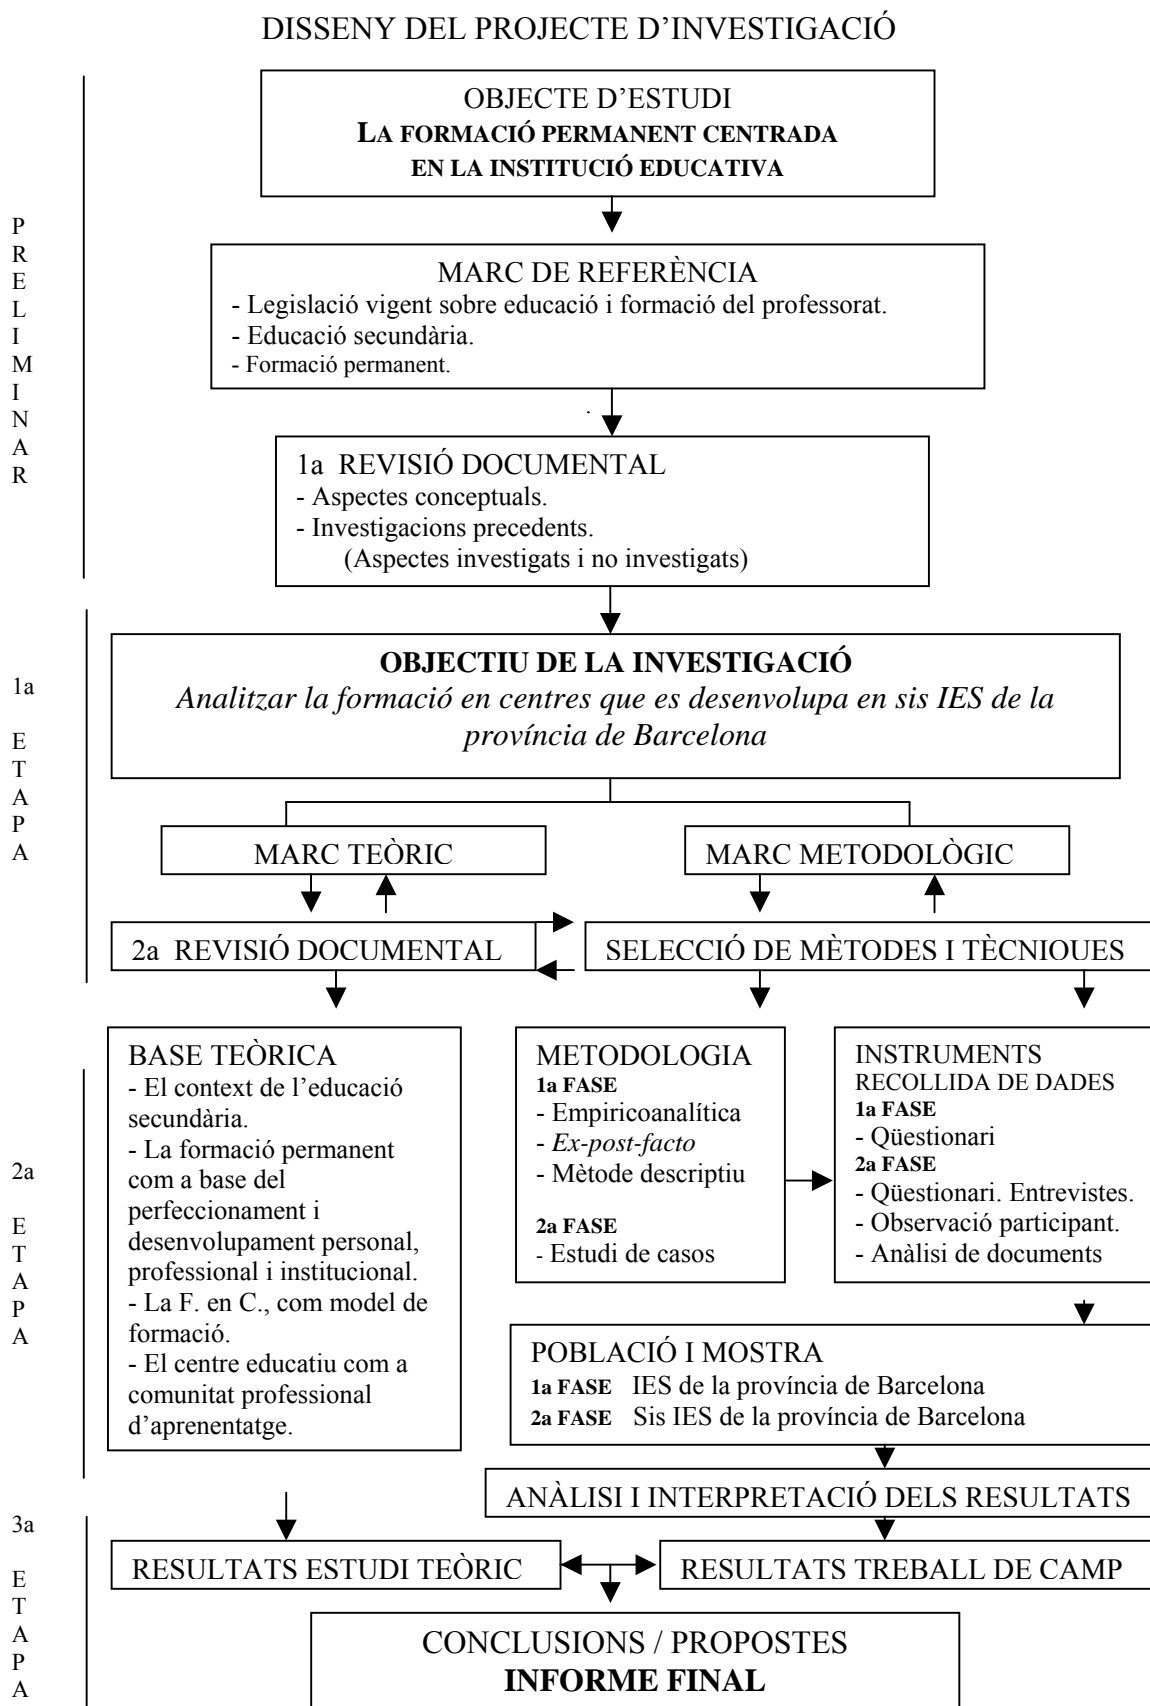 DISSENY DEL PROJECTE D’INVESTIGACIÓ
PRELIMINAR
OBJECTE D’ESTUDI
LA FORMACIÓ PERMANENT CENTRADA
EN LA INSTITUCIÓ EDUCATIVA
MARC DE REFERÈNCIA
- Legislació vigent sobre educació i formació del professorat.
- Educació secundària.
- Formació permanent.
1a REVISIÓ DOCUMENTAL
- Aspectes conceptuals.
- Investigacions precedents.
(Aspectes investigats i no investigats)
1a ETAPA
OBJECTIU DE LA INVESTIGACIÓ
Analitzar la formació en centres que es desenvolupa en sis IES de la
província de Barcelona
MARC TEÒRIC
MARC METODOLÒGIC
2a REVISIÓ DOCUMENTAL
SELECCIÓ DE MÈTODES I TÈCNIQUES
2a ETAPA
BASE TEÒRICA
- El context de l’educació
secundària.
- La formació permanent
com a base del
perfeccionament i
desenvolupament personal,
professional i institucional.
- La F. en C., com model de
formació.
- El centre educatiu com a
comunitat professional
d’aprenentatge.
METODOLOGIA
1a FASE
- Empiricoanalítica
- Ex-post-facto
- Mètode descriptiu
2a FASE
- Estudi de casos
INSTRUMENTS
RECOLLIDA DE DADES
1a FASE
- Qüestionari
2a FASE
- Qüestionari. Entrevistes.
- Observació participant.
- Anàlisi de documents
POBLACIÓ I MOSTRA
1a FASE IES de la província de Barcelona
2a FASE Sis IES de la província de Barcelona
ANÀLISI I INTERPRETACIÓ DELS RESULTATS
3a ETAPA
RESULTATS ESTUDI TEÒRIC
RESULTATS TREBALL DE CAMP
CONCLUSIONS / PROPOSTES
INFORME FINAL